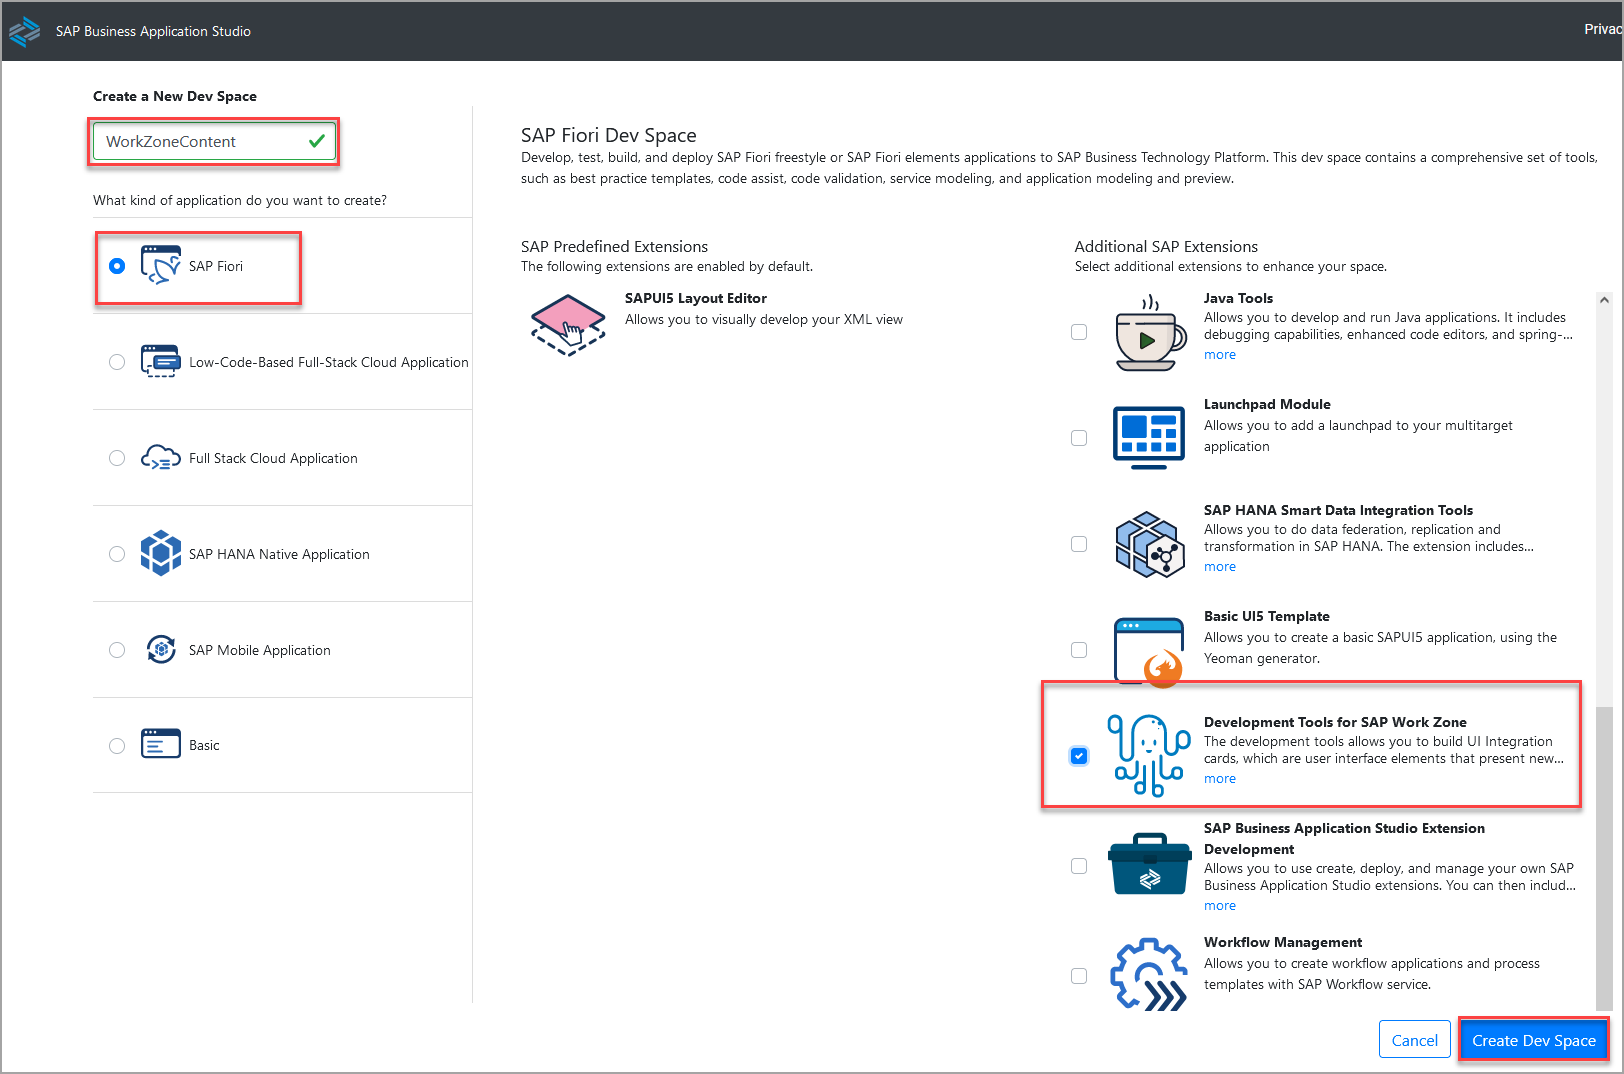 SAP Business Application Studio
Privac
Create a New Dev Space
WorkZoneContent
What kind of application do you want to create?
SAP Fiori
Low-Code-Based Full-Stack Cloud Application
Full Stack Cloud Application
SAP HANA Native Application
SAP Mobile Application
Basic
SAP Fiori Dev Space
Develop, test, build, and deploy SAP Fiori freestyle or SAP Fiori elements applications to SAP Business Technology Platform. This dev space contains a comprehensive set of tools,
such as best practice templates, code assist, code validation, service modeling, and application modeling and preview.
SAP Predefined Extensions
The following extensions are enabled by default.
SAPUI5 Layout Editor
Allows you to visually develop your XML view
Additional SAP Extensions
Select additional extensions to enhance your space.
Java Tools
Allows you to develop and run Java applications. It includes
debugging capabilities, enhanced code editors, and spring-...
more
Launchpad Module
Allows you to add a launchpad to your multitarget
application
SAP HANA Smart Data Integration Tools
Allows you to do data federation, replication and
transformation in SAP HANA. The extension includes...
more
Basic UI5 Template
Allows you to create a basic SAPUI5 application, using the
Yeoman generator.
Development Tools for SAP Work Zone
The development tools allows you to build UI Integration
cards, which are user interface elements that present new...
more
SAP Business Application Studio Extension
Development
Allows you to use create, deploy, and manage your own SAP
Business Application Studio extensions. You can then includ...
more
Workflow Management
Allows you to create workflow applications and process
templates with SAP Workflow service.
Cancel
Create Dev Space